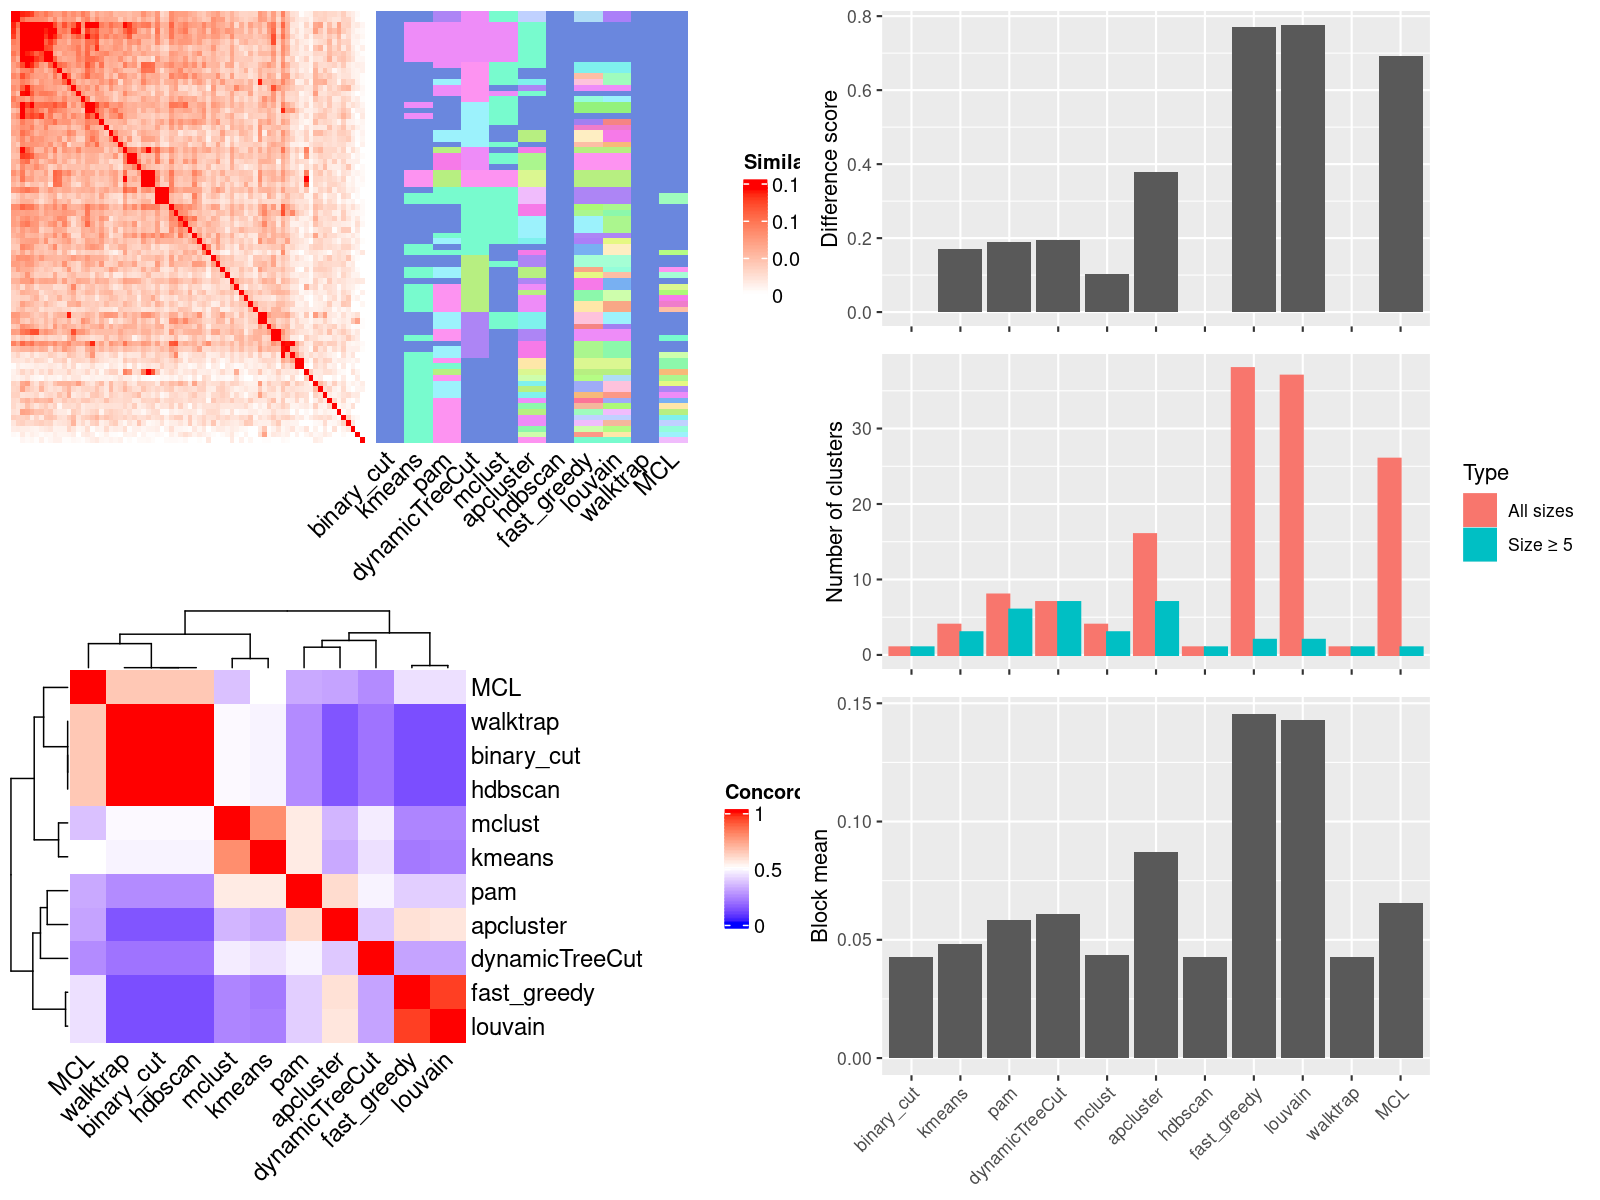 Simila
0.1
0.1
0.0
0
binary_cut
kmeans
pam
dynamicTreeCut
mclust
apcluster
hdbscan
fast_greedy
louvain
walktrap
MCL
MCL
walktrap
binary_cut
hdbscan
mclust
kmeans
pam
apcluster
dynamicTreeCut
fast_greedy
louvain
Concord
1
0.5
0
MCL
walktrap
binary_cut
hdbscan
mclust
kmeans
pam
apcluster
dynamicTreeCut
fast_greedy
louvain
Difference score
0.8
0.6
0.4
0.2
0.0
Number of clusters
30
20
10
0
Type
All sizes
Size ≥ 5
Block mean
0.15
0.10
0.05
0.00
binary_cut
kmeans
pam
dynamicTreeCut
mclust
apcluster
hdbscan
fast_greedy
louvain
walktrap
MCL